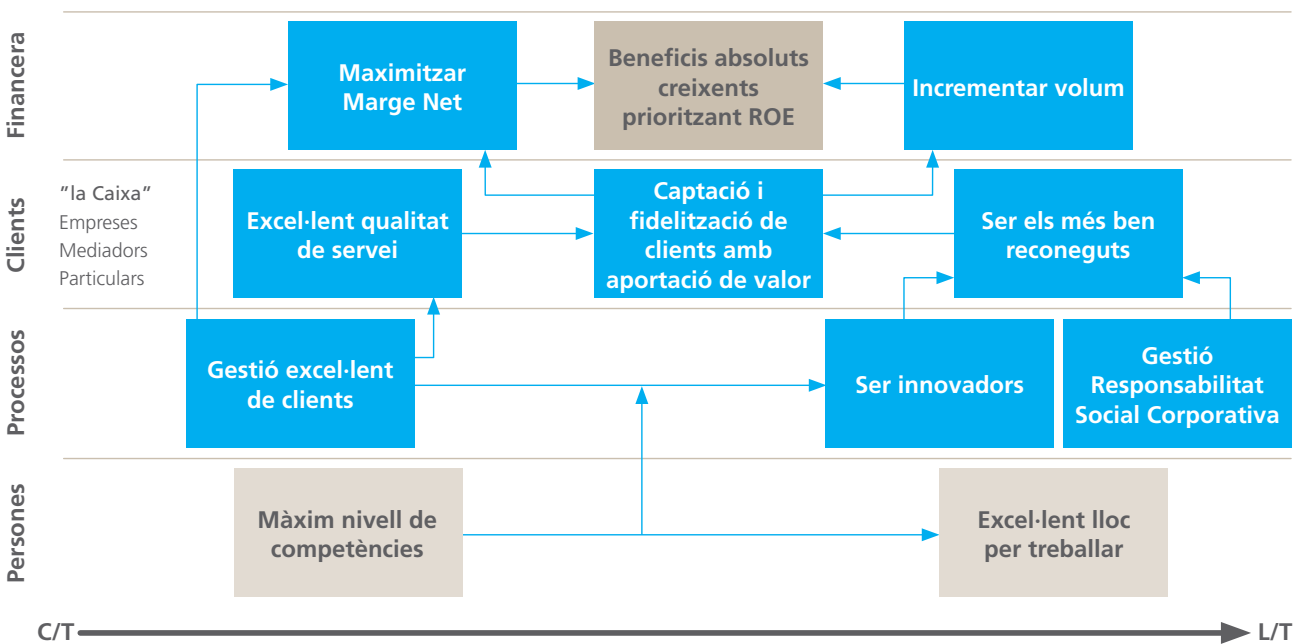 Financera
Maximitzar
Marge Net
Beneficis absoluts
creixents
prioritzant ROE
Incrementar volum
Clients
"la Caixa"
Empreses
Mediadors
Particulars
Excel·lent qualitat
de servei
Captació i
fidelització de
clients amb
aportació de valor
Ser els més ben
reconeguts
Processos
Gestió excel·lent
de clients
Ser innovadors
Gestió
Responsabilitat
Social Corporativa
Persones
Màxim nivell de
competències
Excel·lent lloc
per treballar
C/T
L/T